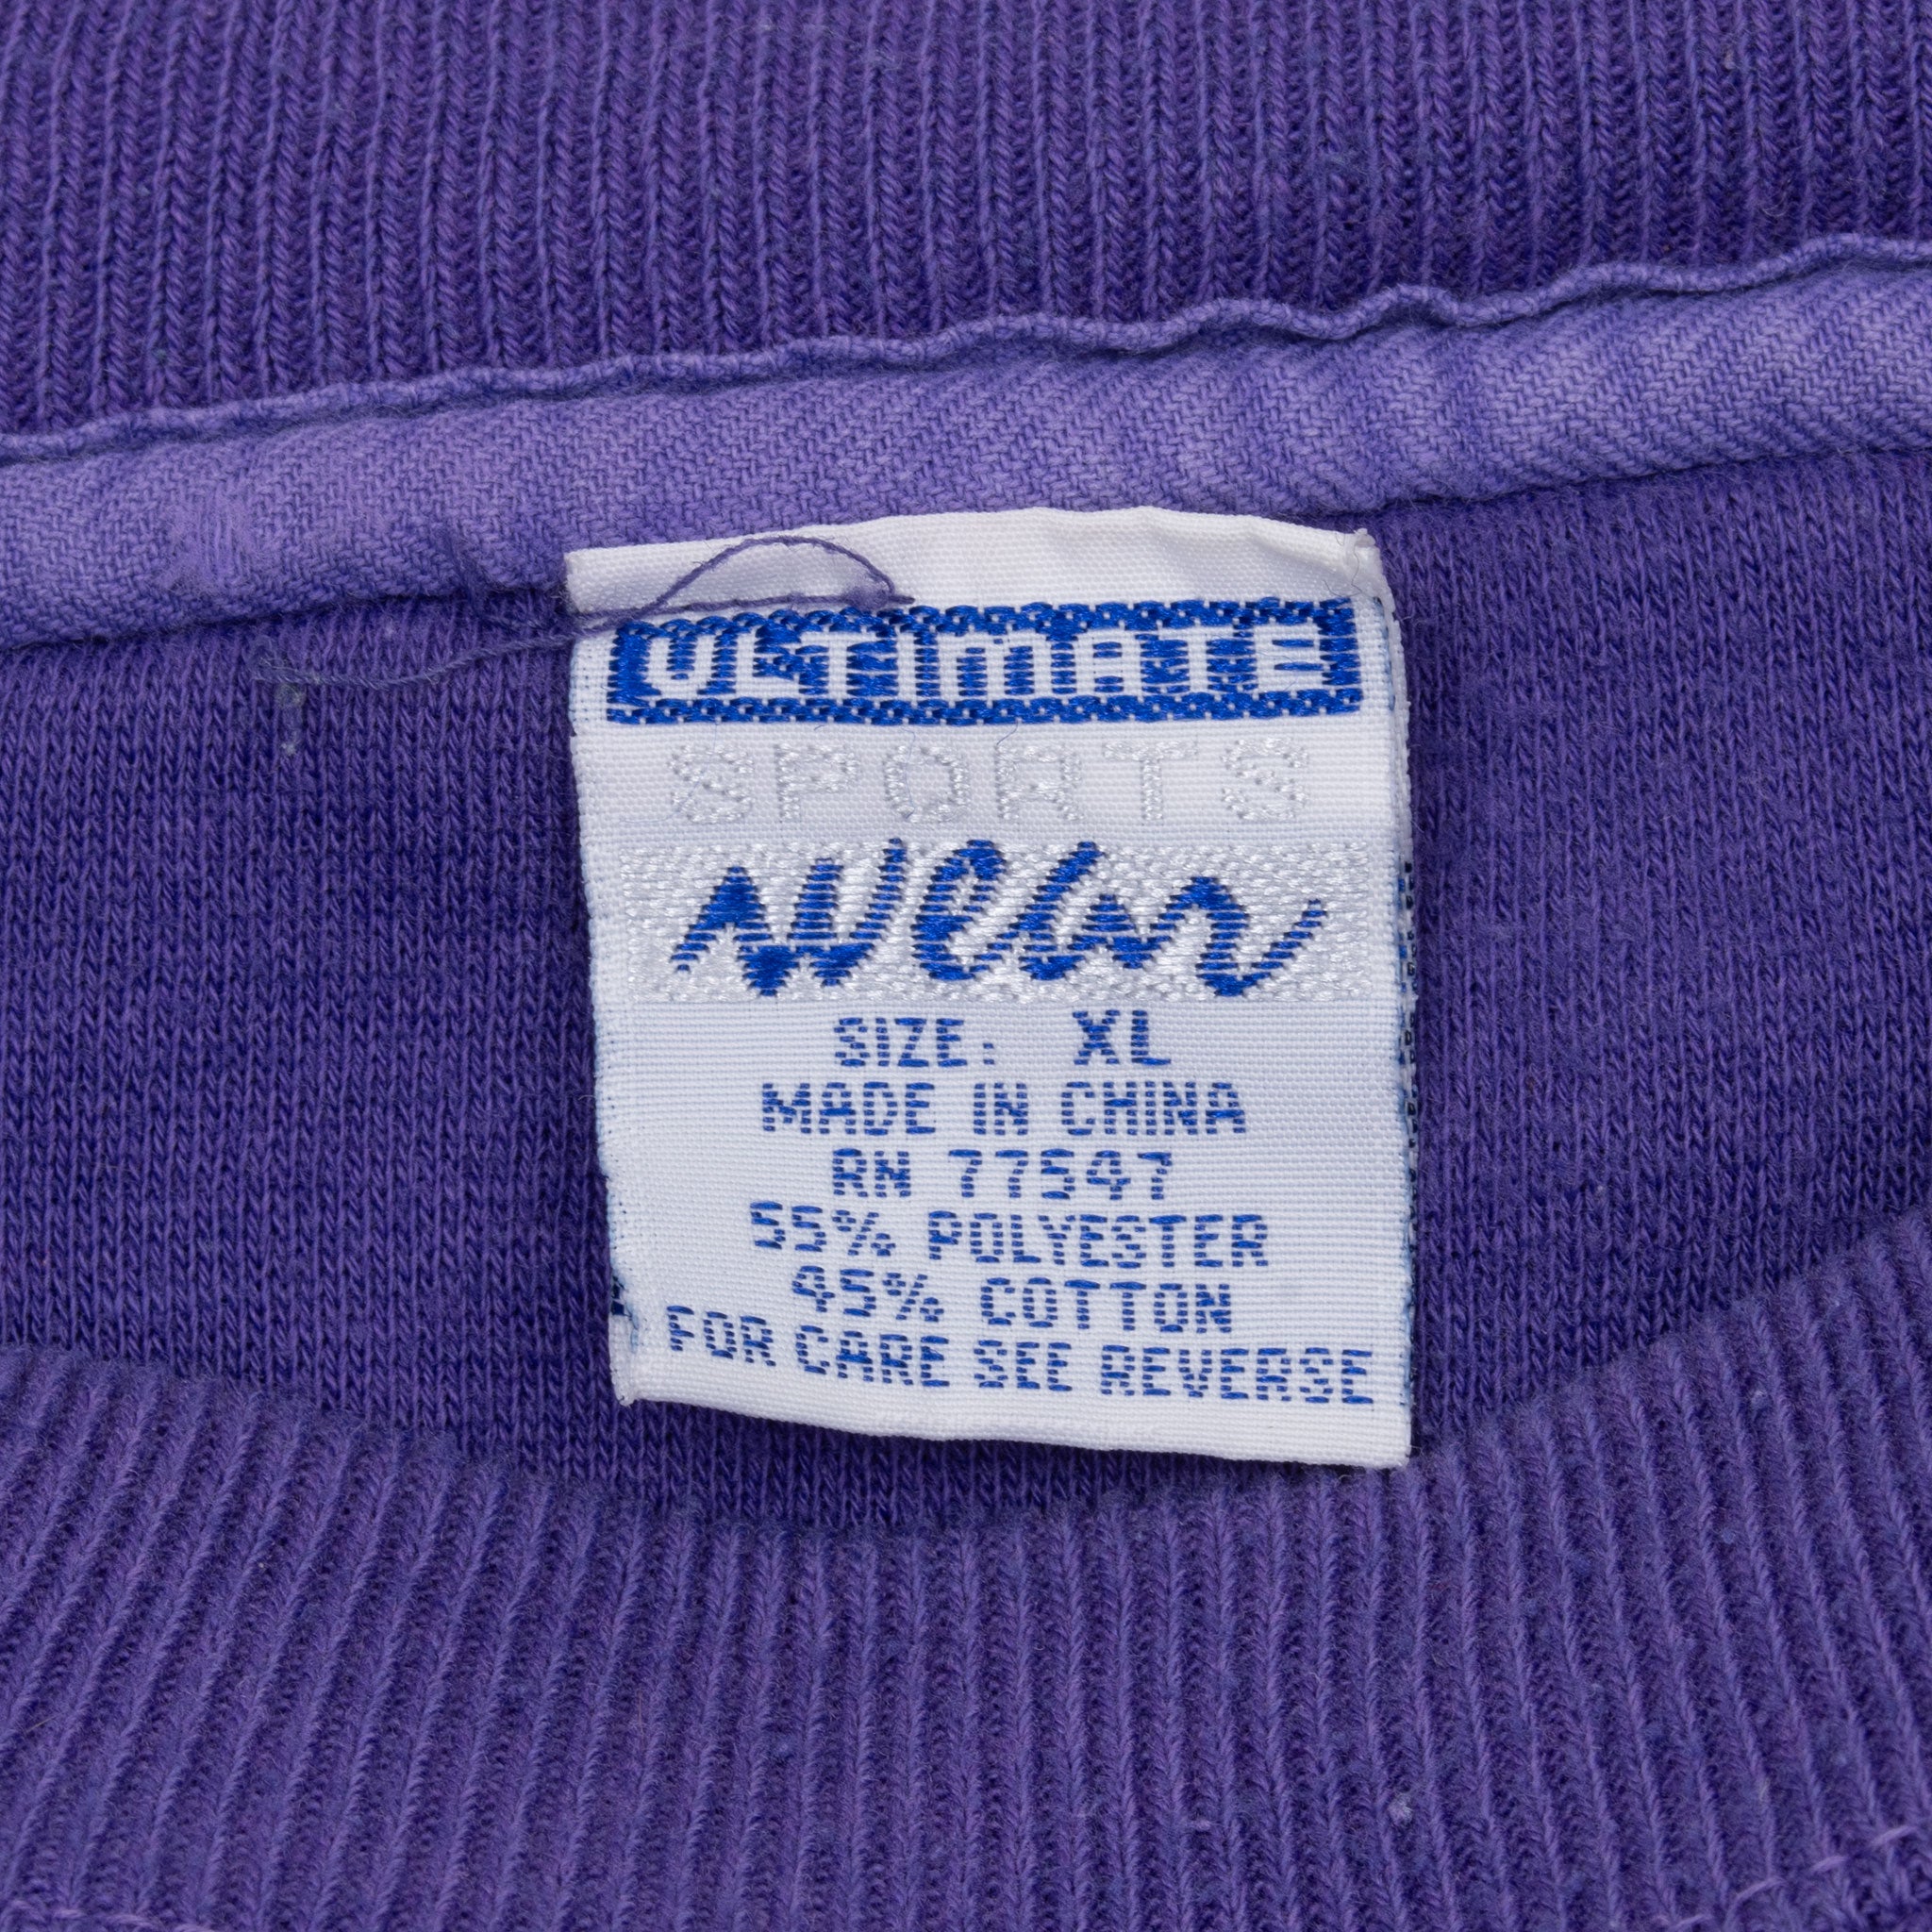 ULTIMATE
SPORTS
Wear
SIZE: XL
MADE IN CHINA
RN 77547
55% POLYESTER
45% COTTON
FOR CARE SEE REVERSE